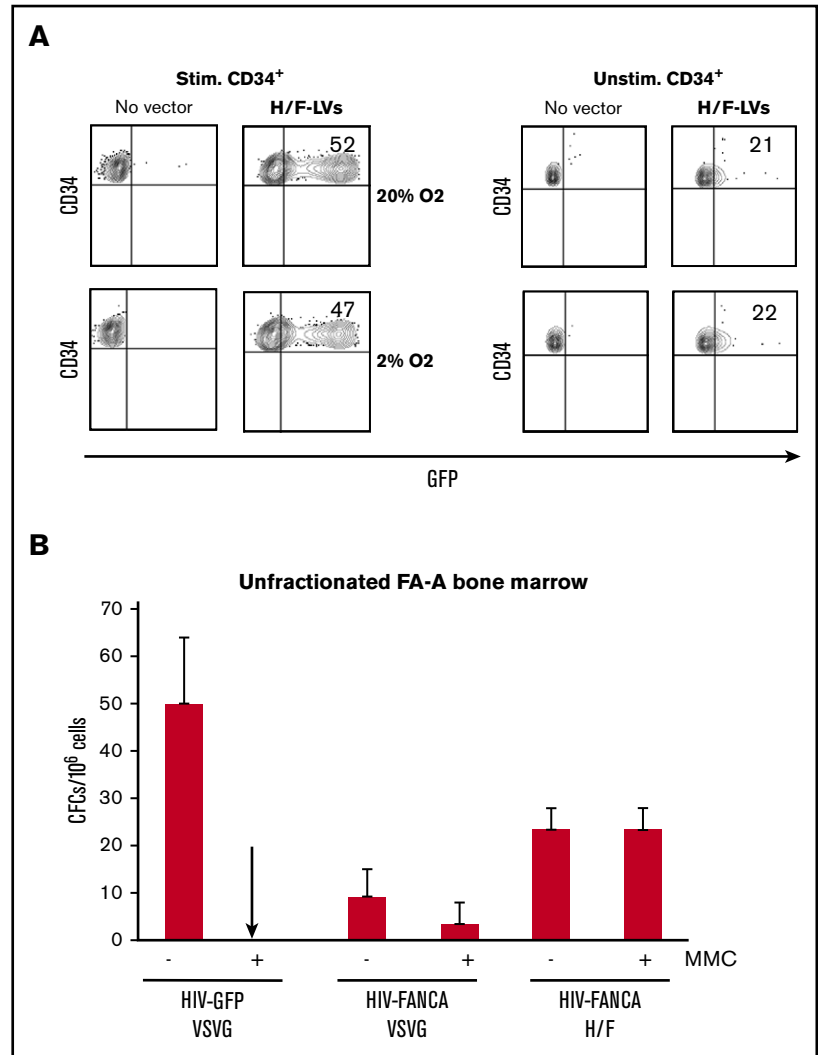 A
Stim. CD34+
Unstim. CD34+
No vector
H/F-LVs
No vector
H/F-LVs
CD34
52
20% O2
CD34
21
CD34
47
2% O2
CD34
22
GFP
B
Unfractionated FA-A bone marrow
CFCs/10⁶ cells
70
60
50
40
30
20
10
0
- + - + - + MMC
HIV-GFP HIV-FANCA HIV-FANCA
VSVG VSVG H/F